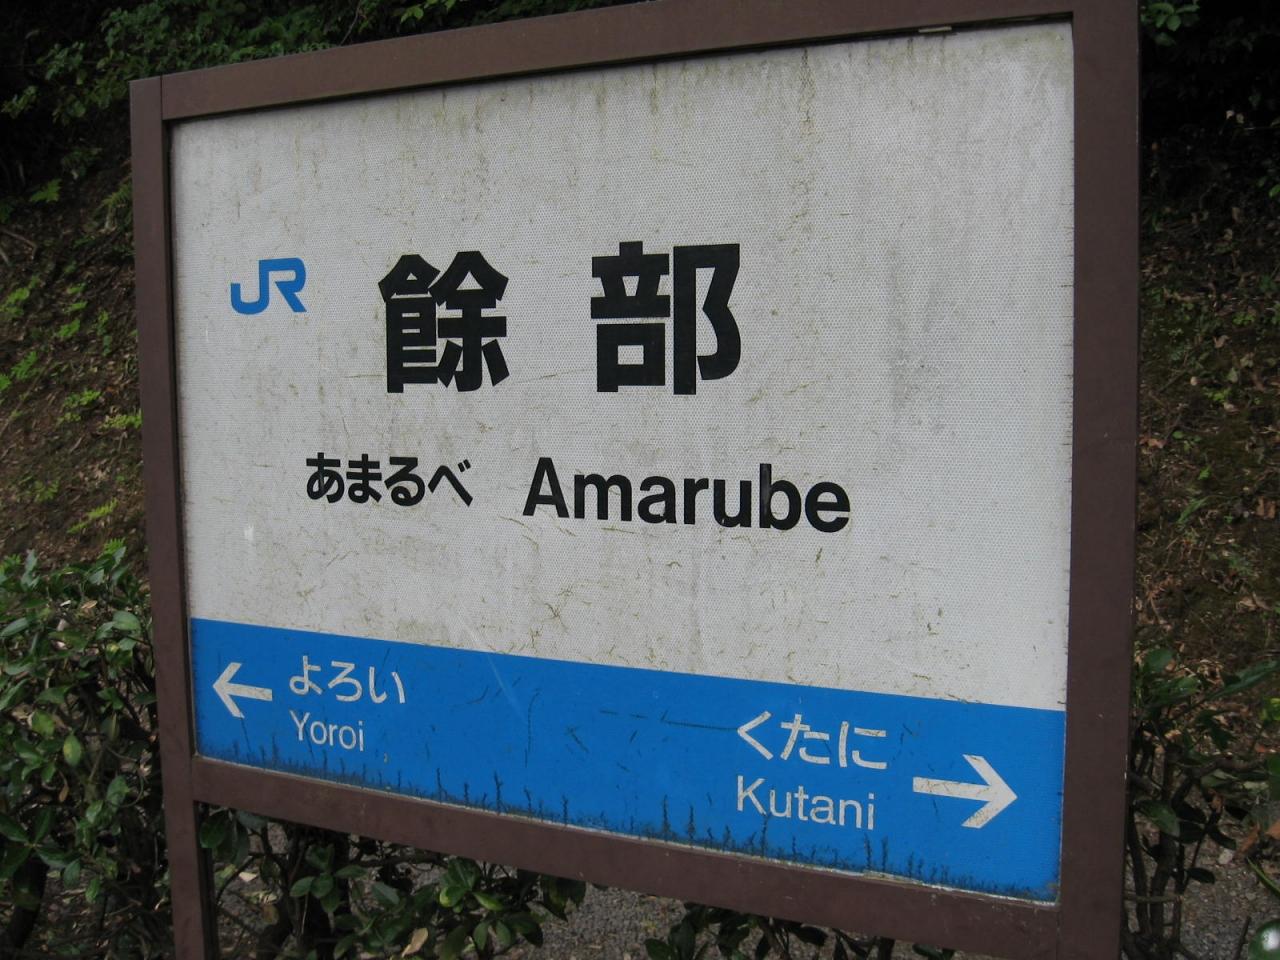 JR 餘部
あまるべ Amarube
よろい
Yoroi
くたに
Kutani